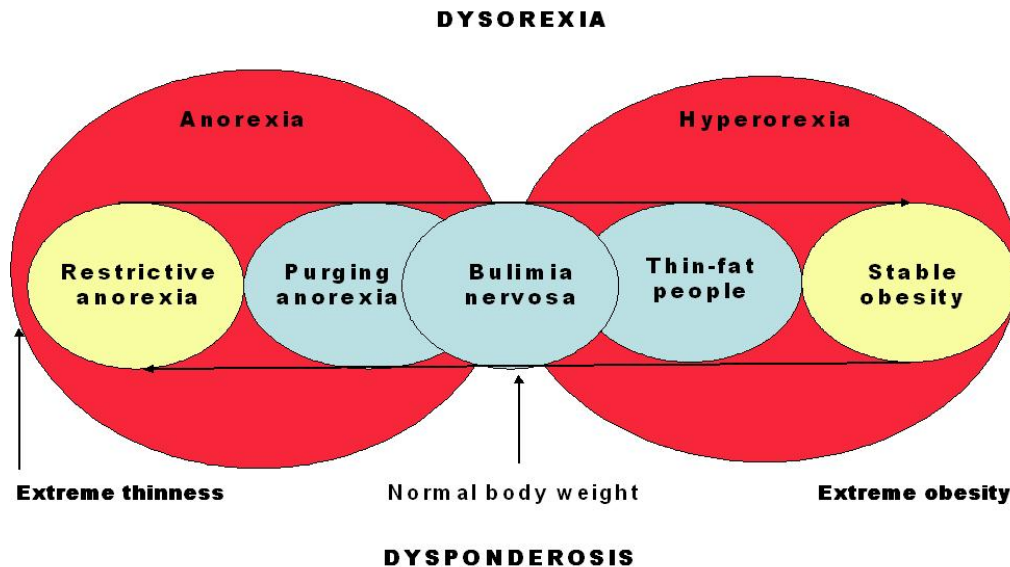 DYSOREXIA
Anorexia
Hyperorexia
Restrictive
anorexia
Purging
anorexia
Bulimia
nervosa
Thin-fat
people
Stable
obesity
Extreme thinness
Normal body weight
Extreme obesity
DYSPONDEROSIS